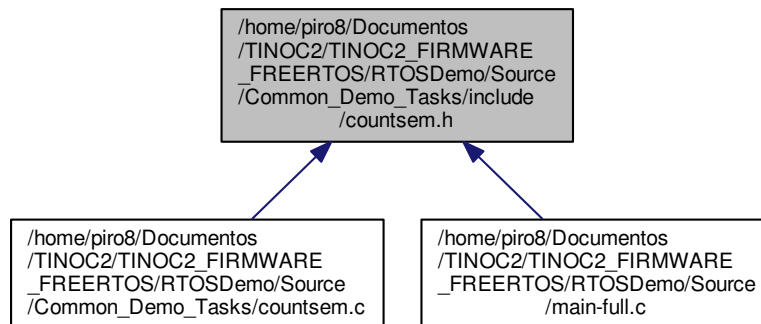 /home/piro8/Documentos
/TINOC2/TINOC2_FIRMWARE
_FREERTOS/RTOSDemo/Source
/Common_Demo_Tasks/include
/countsem.h
/home/piro8/Documentos
/TINOC2/TINOC2_FIRMWARE
_FREERTOS/RTOSDemo/Source
/Common_Demo_Tasks/countsem.c
/home/piro8/Documentos
/TINOC2/TINOC2_FIRMWARE
_FREERTOS/RTOSDemo/Source
/main-full.c